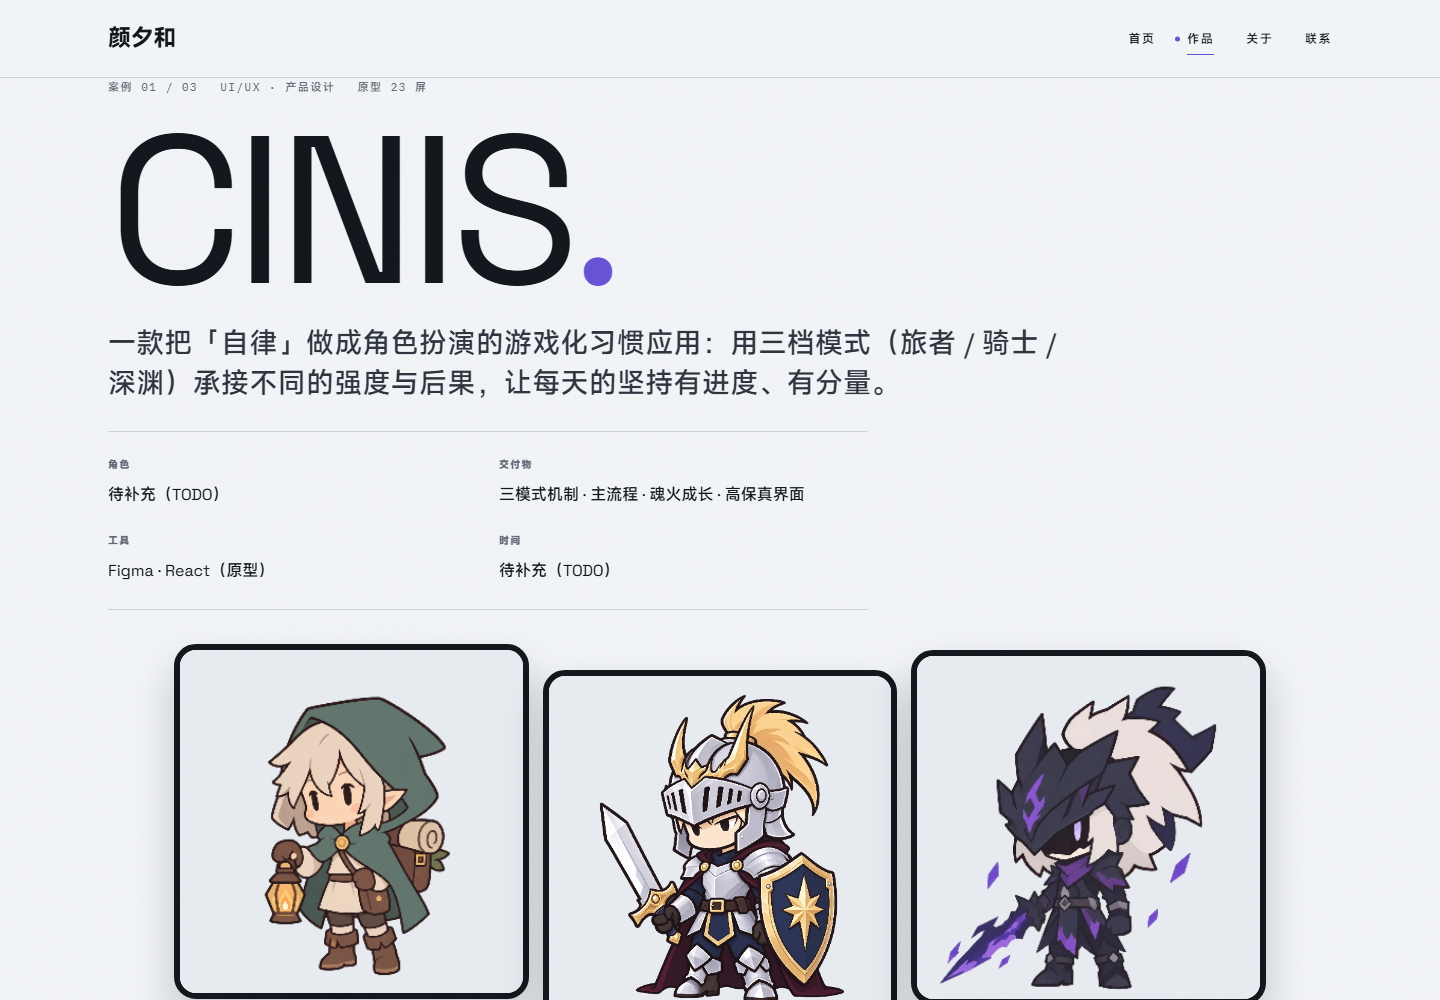 颜夕和
首页 作品 关于 联系
案例 01 / 03 UI/UX · 产品设计 原型 23 屏
CINIS.
一款把「自律」做成角色扮演的游戏化习惯应用：用三档模式（旅者 / 骑士 /
深渊）承接不同的强度与后果，让每天的坚持有进度、有分量。
角色
待补充（TODO）
交付物
三模式机制 · 主流程 · 魂火成长 · 高保真界面
工具
Figma · React（原型）
时间
待补充（TODO）